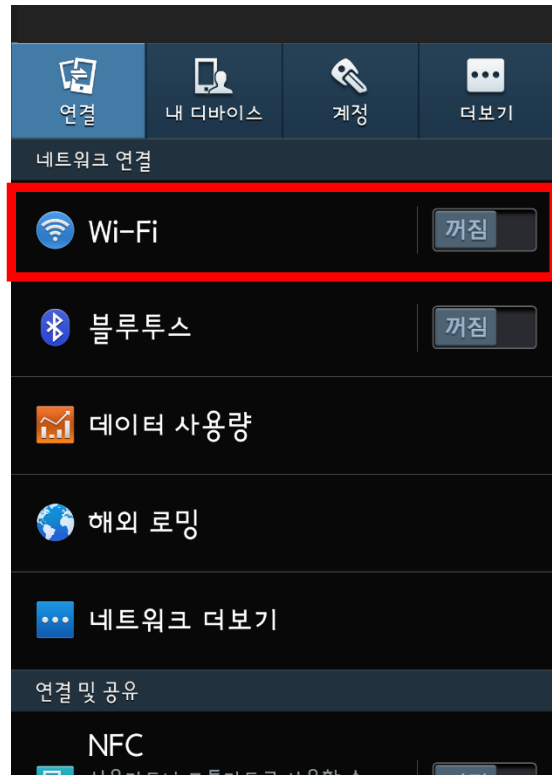 연결 내 디바이스 계정 더보기
네트워크 연결
Wi-Fi 꺼짐
블루투스 꺼짐
데이터 사용량
해외 로밍
네트워크 더보기
연결 및 공유
NFC